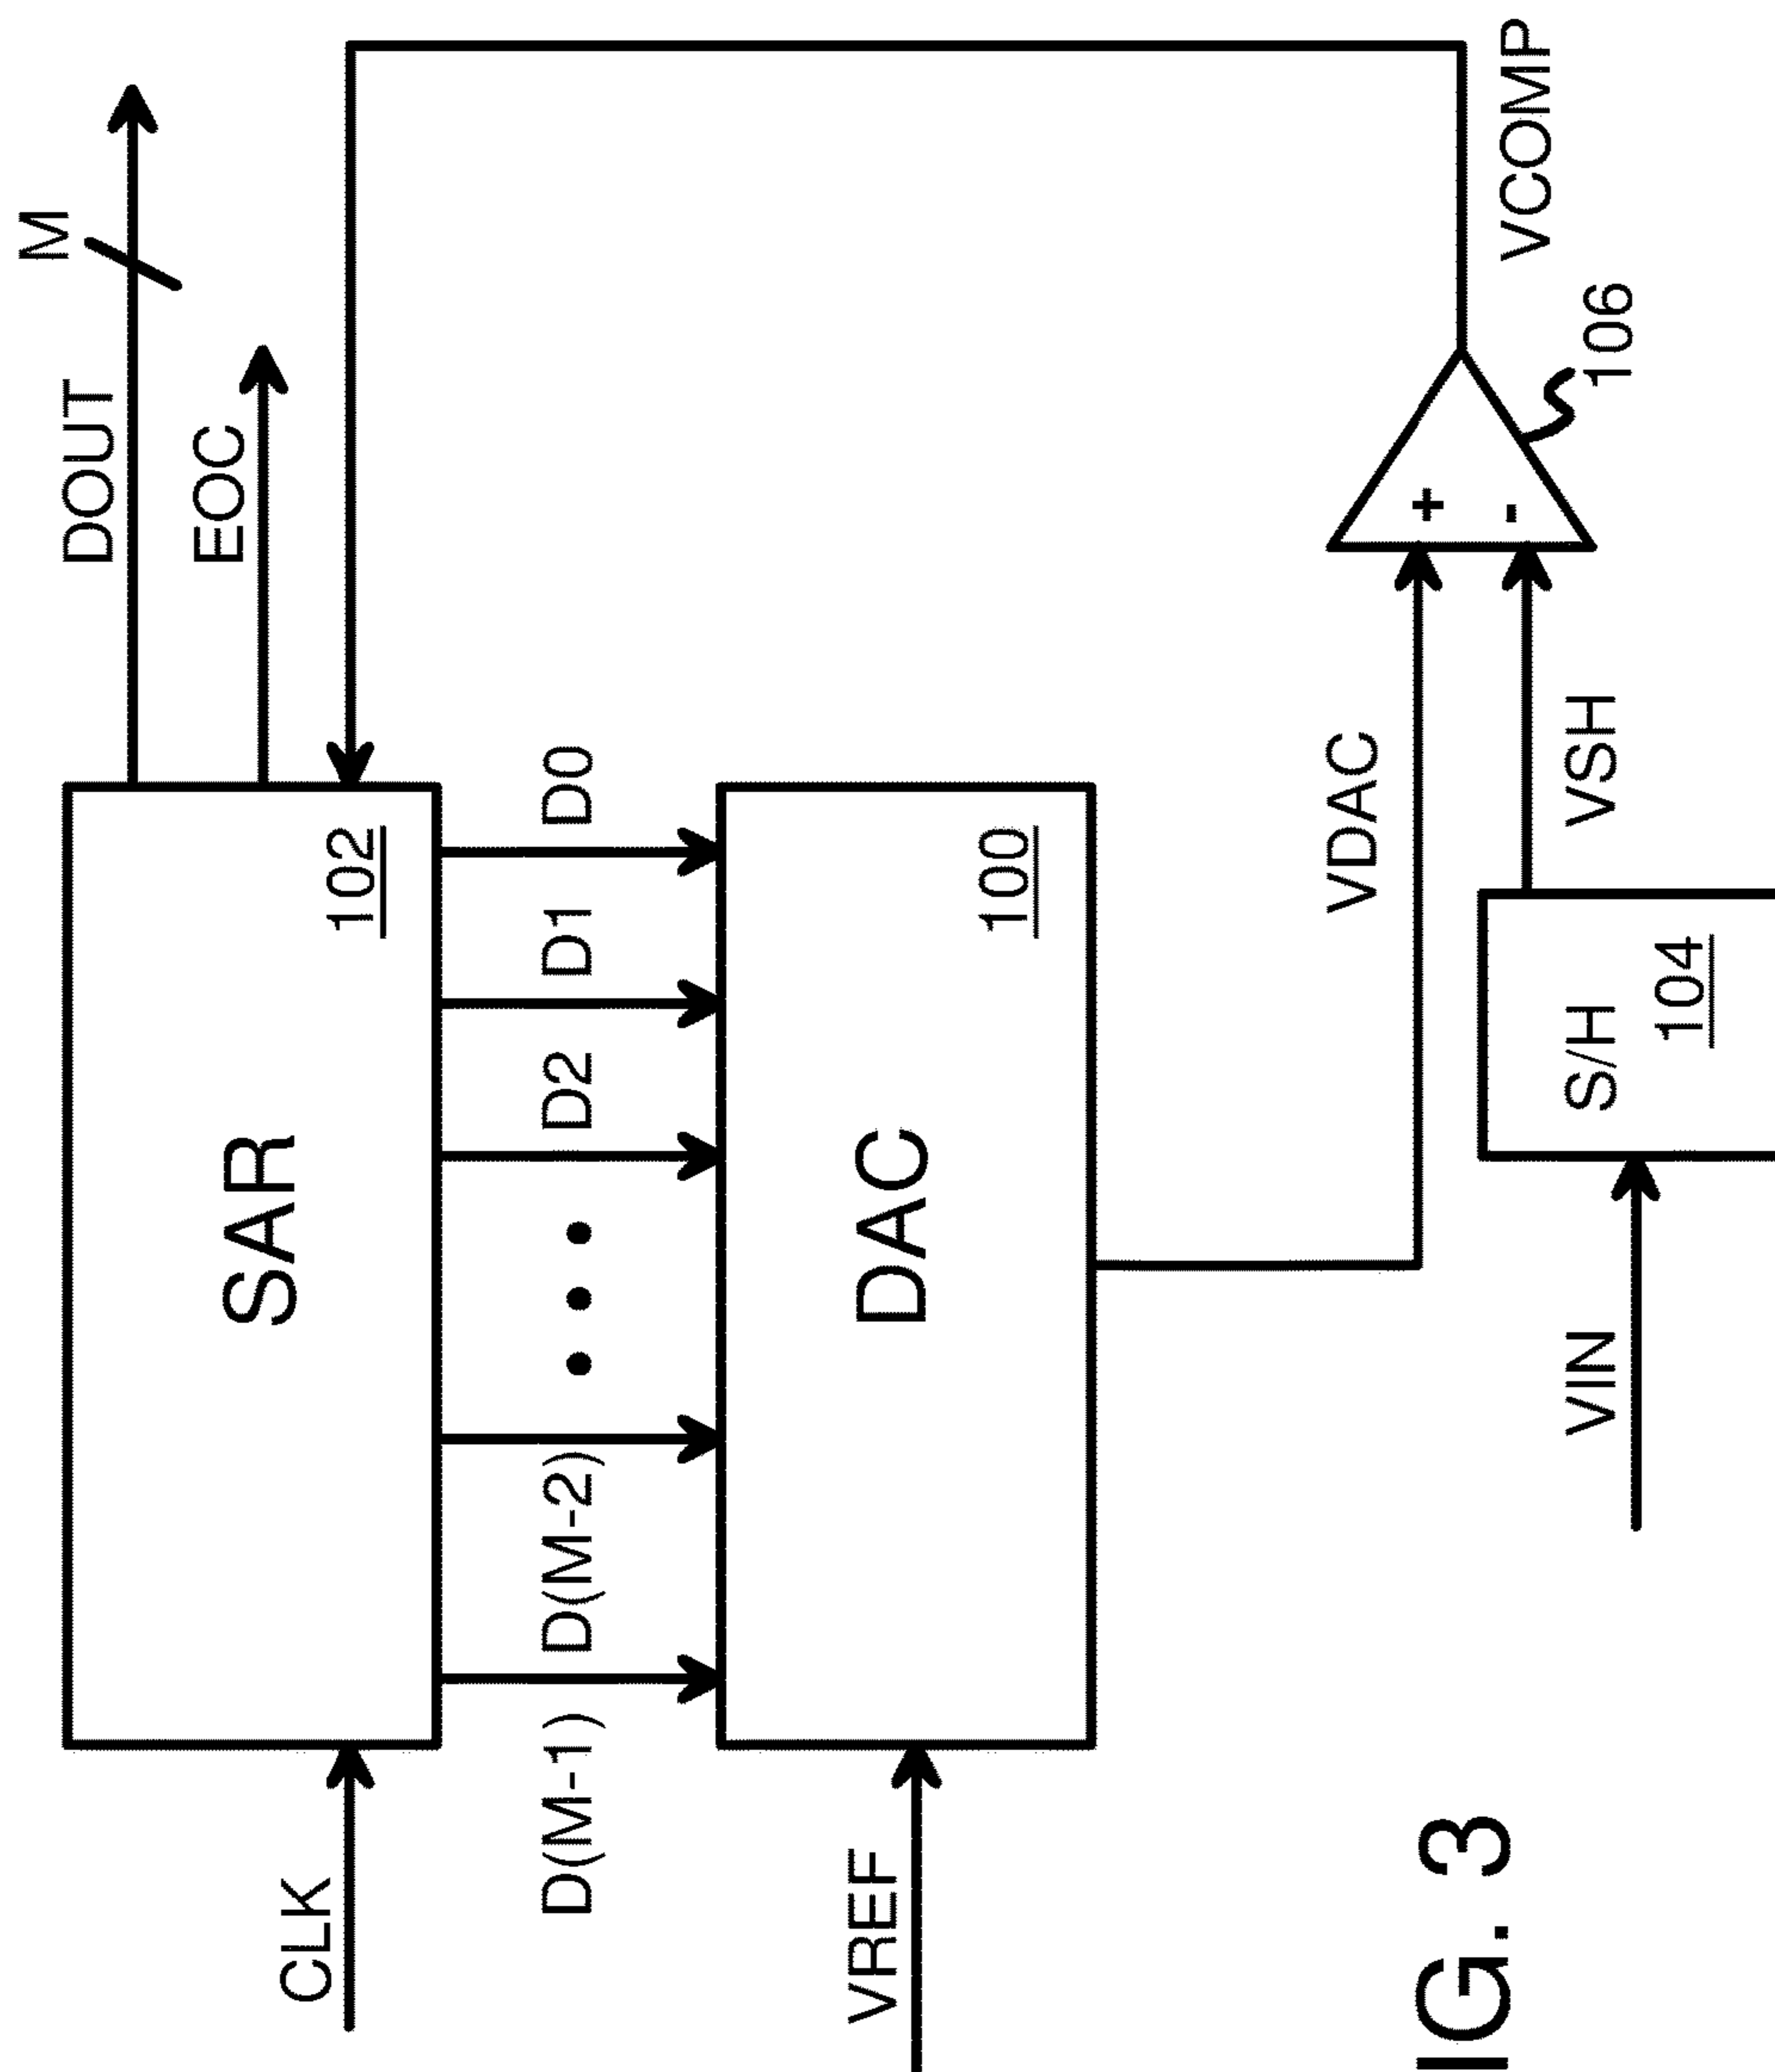 DOUT
M
EOC
CLK
SAR
102
D(M-1)
D(M-2)
D2
D1
D0
VREF
DAC
100
VDAC
+
-
VCOMP
106
VIN
S/H
104
VSH
IG. 3